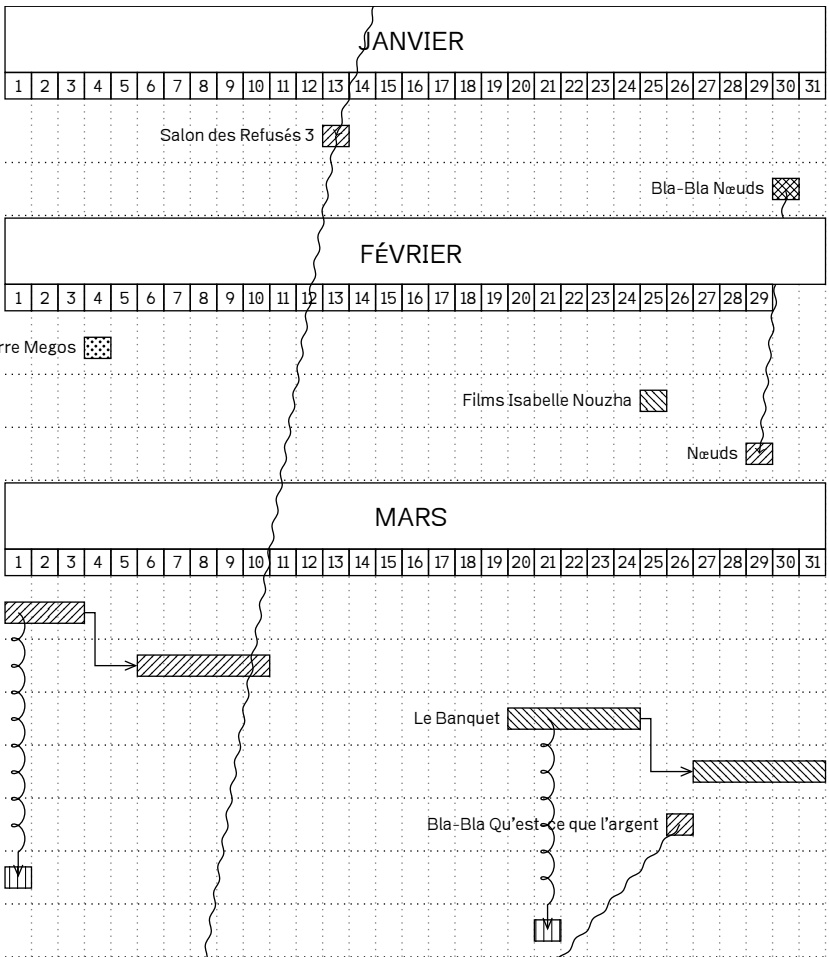 JANVIER
1 2 3 4 5 6 7 8 9 10 11 12 13 14 15 16 17 18 19 20 21 22 23 24 25 26 27 28 29 30 31
Salon des Refusés 3
Bla-Bla Nœuds
FÉVRIER
1 2 3 4 5 6 7 8 9 10 11 12 13 14 15 16 17 18 19 20 21 22 23 24 25 26 27 28 29
rre Megos
Films Isabelle Nouzha
Nœuds
MARS
1 2 3 4 5 6 7 8 9 10 11 12 13 14 15 16 17 18 19 20 21 22 23 24 25 26 27 28 29 30 31
Le Banquet
Bla-Bla Qu'est-ce que l'argent